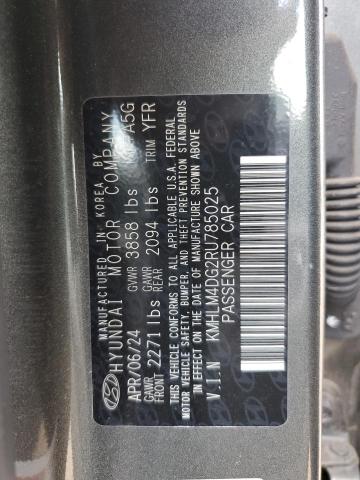 MANUFACTURED IN KOREA BY
HYUNDAI MOTOR COMPANY
APR/06/24 GVWR 3858 lbs A5G
GAWR FRONT 2271 lbs GAWR REAR 2094 lbs TRIM YFR
THIS VEHICLE CONFORMS TO ALL APPLICABLE U.S.A. FEDERAL
MOTOR VEHICLE SAFETY, BUMPER, AND THEFT PREVENTION STANDARDS
IN EFFECT ON THE DATE OF MANUFACTURE SHOWN ABOVE.
V.I.N KMHLM4DG2RU785025
PASSENGER CAR